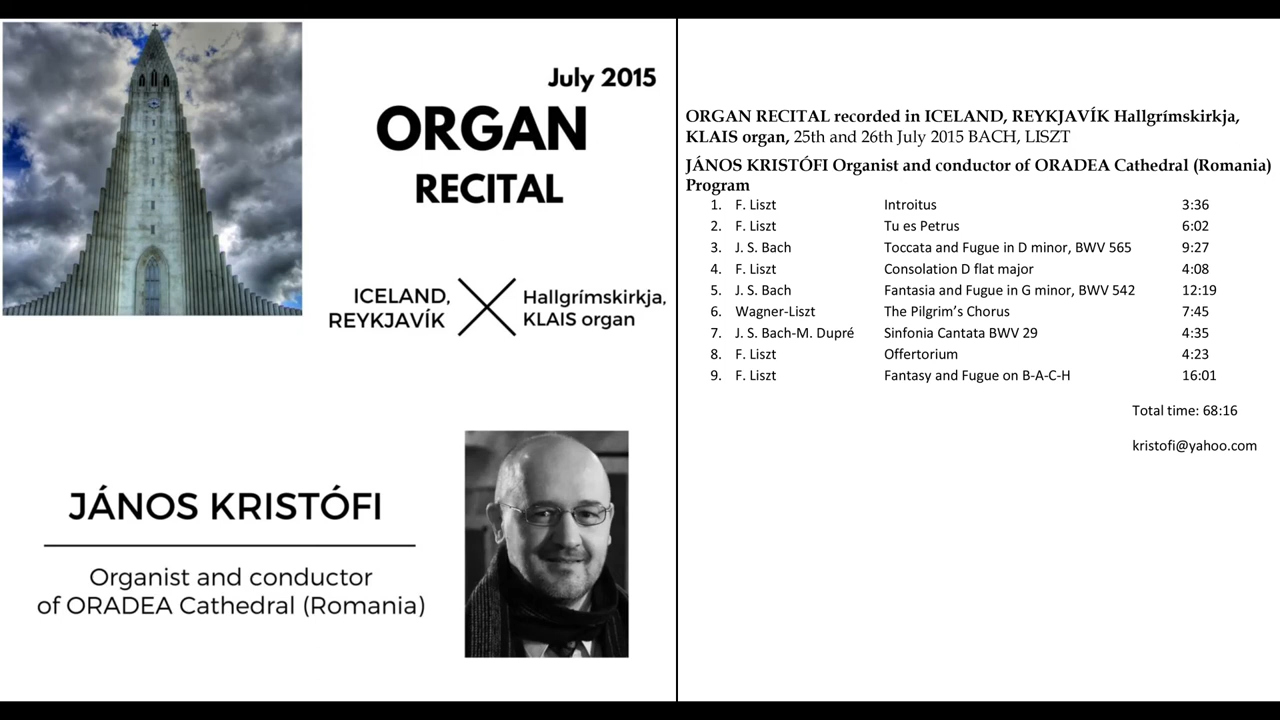 July 2015
ORGAN
RECITAL
ICELAND,
REYKJAVÍK
Hallgrímskirkja,
KLAIS organ
JÁNOS KRISTÓFI
Organist and conductor
of ORADEA Cathedral (Romania)
ORGAN RECITAL recorded in ICELAND, REYKJAVÍK Hallgrímskirkja,
KLAIS organ, 25th and 26th July 2015 BACH, LISZT
JÁNOS KRISTÓFI Organist and conductor of ORADEA Cathedral (Romania)
Program
1. F. Liszt Introitus 3:36
2. F. Liszt Tu es Petrus 6:02
3. J. S. Bach Toccata and Fugue in D minor, BWV 565 9:27
4. F. Liszt Consolation D flat major 4:08
5. J. S. Bach Fantasia and Fugue in G minor, BWV 542 12:19
6. Wagner-Liszt The Pilgrim’s Chorus 7:45
7. J. S. Bach-M. Dupré Sinfonia Cantata BWV 29 4:35
8. F. Liszt Offertorium 4:23
9. F. Liszt Fantasy and Fugue on B-A-C-H 16:01
Total time: 68:16
kristofi@yahoo.com